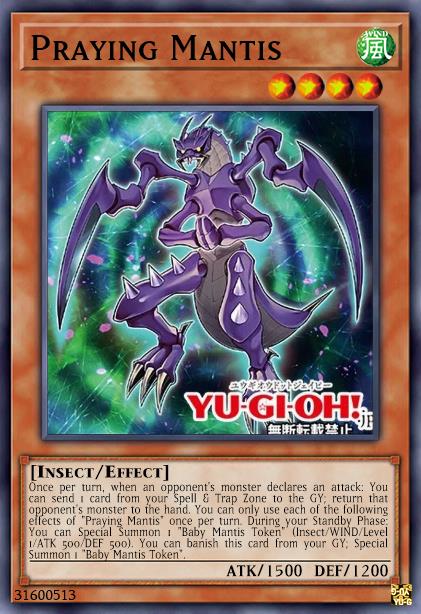 Praying Mantis
WIND
風
ユウギオウドットジェイピー
YU-GI-OH!.jp
無断転載禁止
[Insect/Effect]
Once per turn, when an opponent's monster declares an attack: You
can send 1 card from your Spell & Trap Zone to the GY; return that
opponent's monster to the hand. You can only use each of the following
effects of "Praying Mantis" once per turn. During your Standby Phase:
You can Special Summon 1 "Baby Mantis Token" (Insect/WIND/Level
1/ATK 500/DEF 500). You can banish this card from your GY; Special
Summon 1 "Baby Mantis Token".
ATK/1500 DEF/1200
31600513